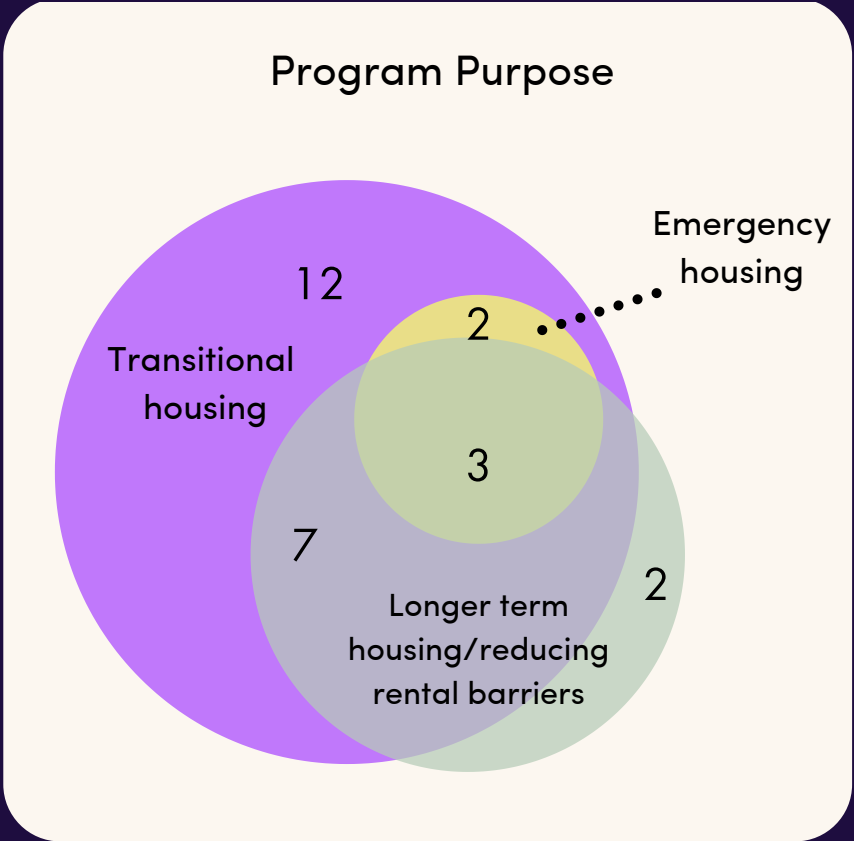 Program Purpose
Emergency
housing
12
2
Transitional
housing
3
7
2
Longer term
housing/reducing
rental barriers